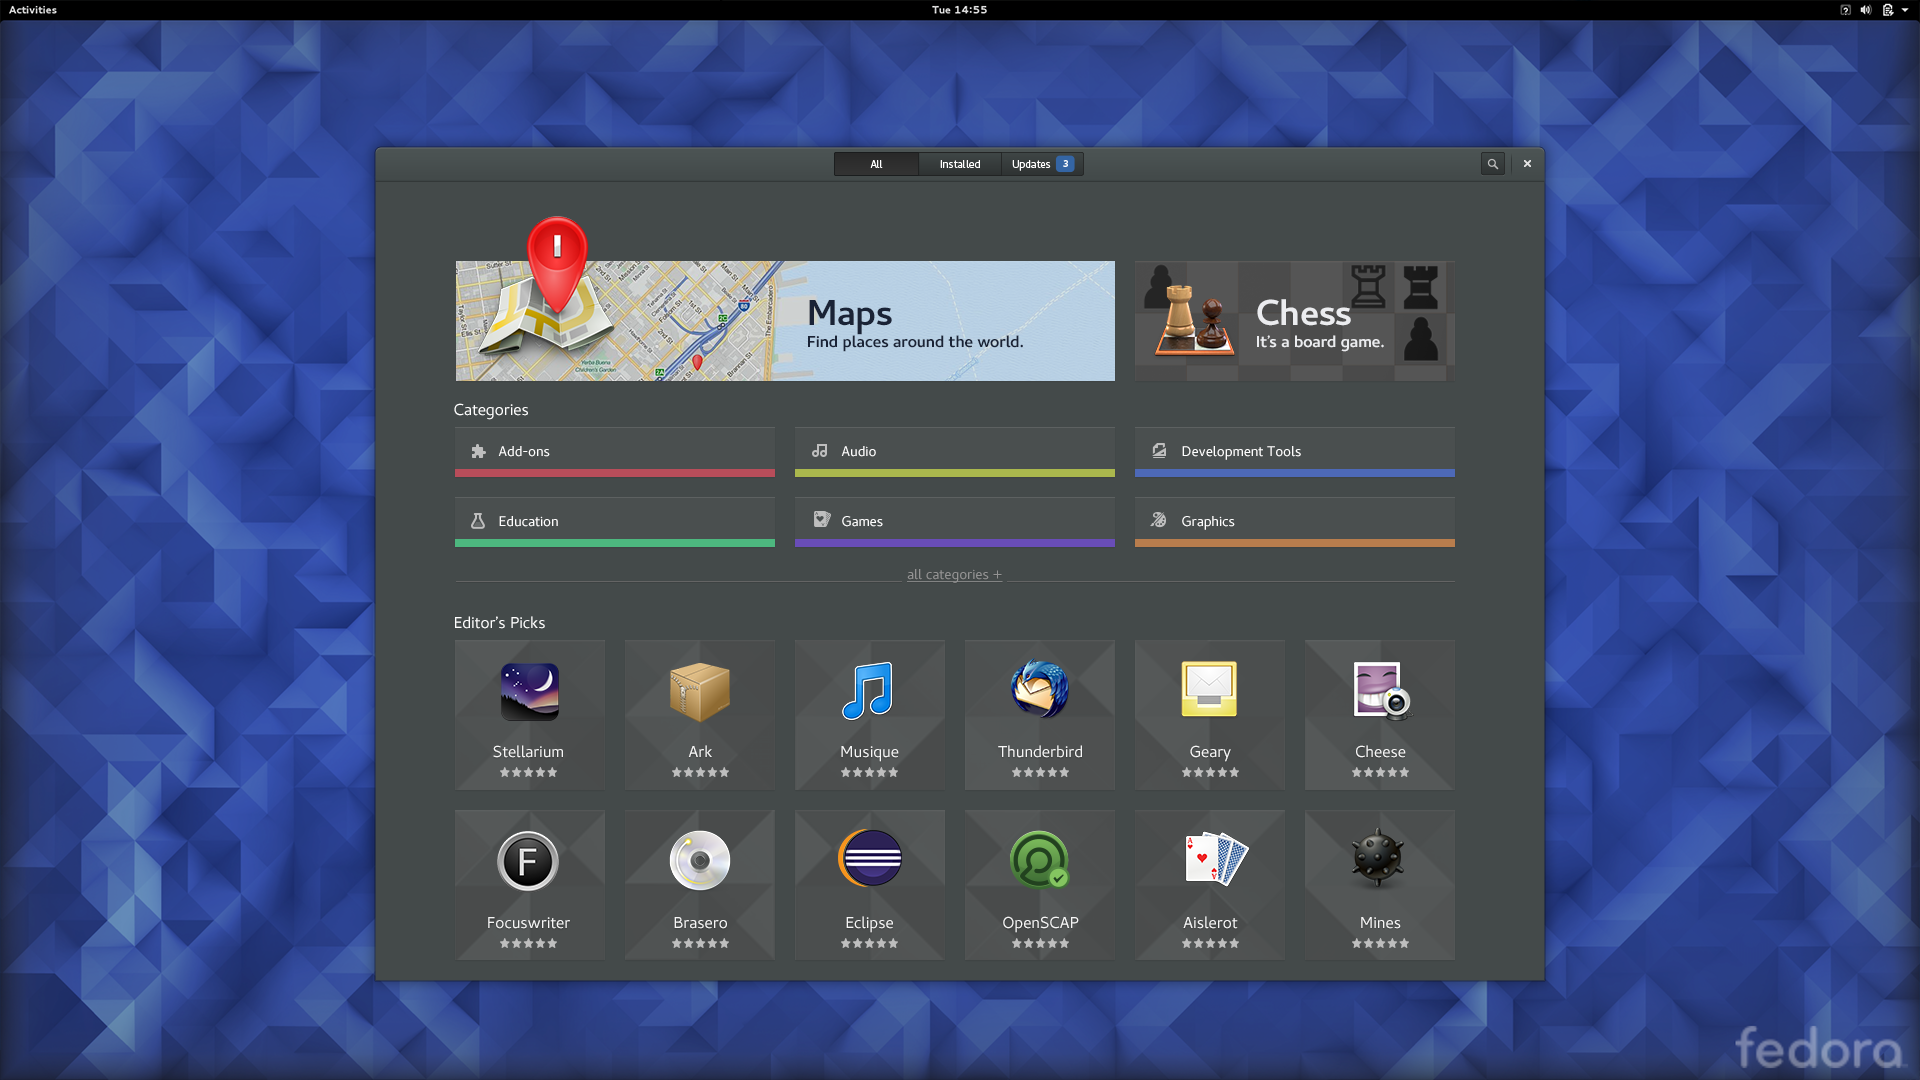 Activities
Tue 14:55
All
Installed
Updates 3
Maps
Find places around the world.
Chess
It's a board game.
Categories
Add-ons
Audio
Development Tools
Education
Games
Graphics
all categories +
Editor's Picks
Stellarium
Ark
Musique
Thunderbird
Geary
Cheese
F
Focuswriter
Brasero
Eclipse
OpenSCAP
Aislerot
Mines
fedora